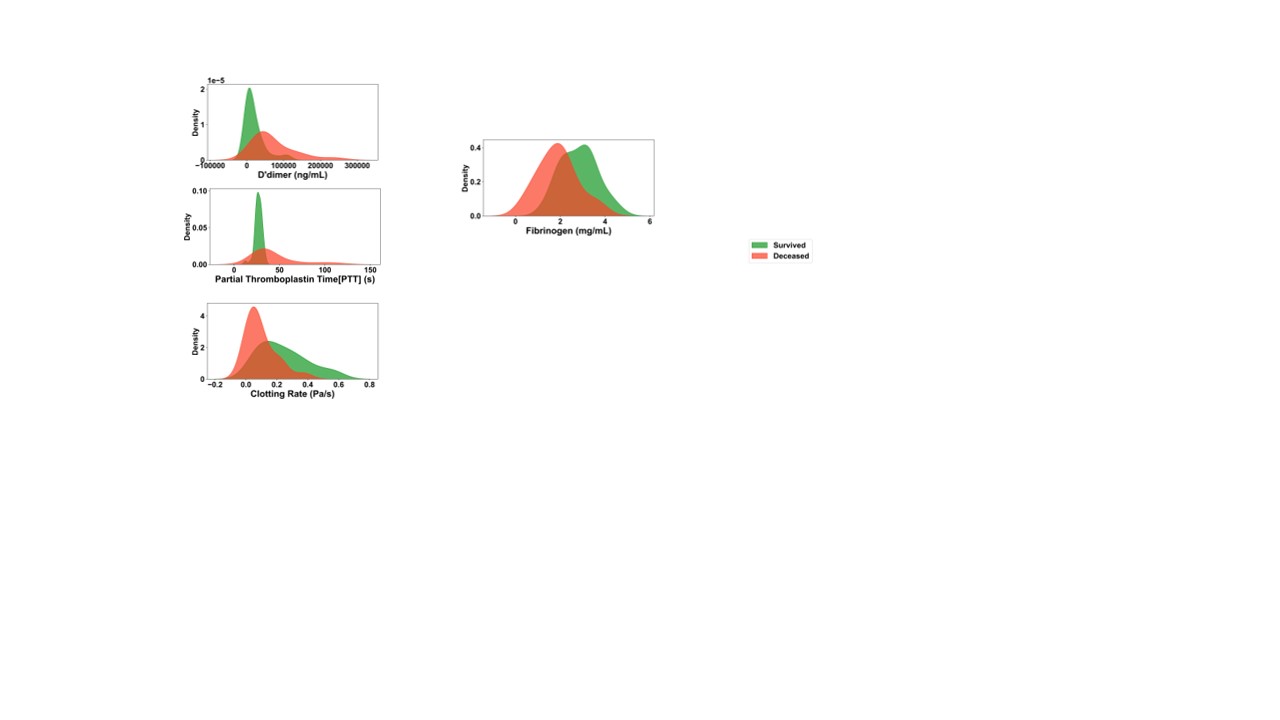 1e−5
2
1
0
Density
−100000 0 100000 200000 300000
D'dimer (ng/mL)
0.10
0.05
0.00
Density
0 50 100 150
Partial Thromboplastin Time[PTT] (s)
4
2
0
Density
−0.2 0.0 0.2 0.4 0.6 0.8
Clotting Rate (Pa/s)
0.4
0.2
0.0
Density
0 2 4 6
Fibrinogen (mg/mL)
Survived
Deceased